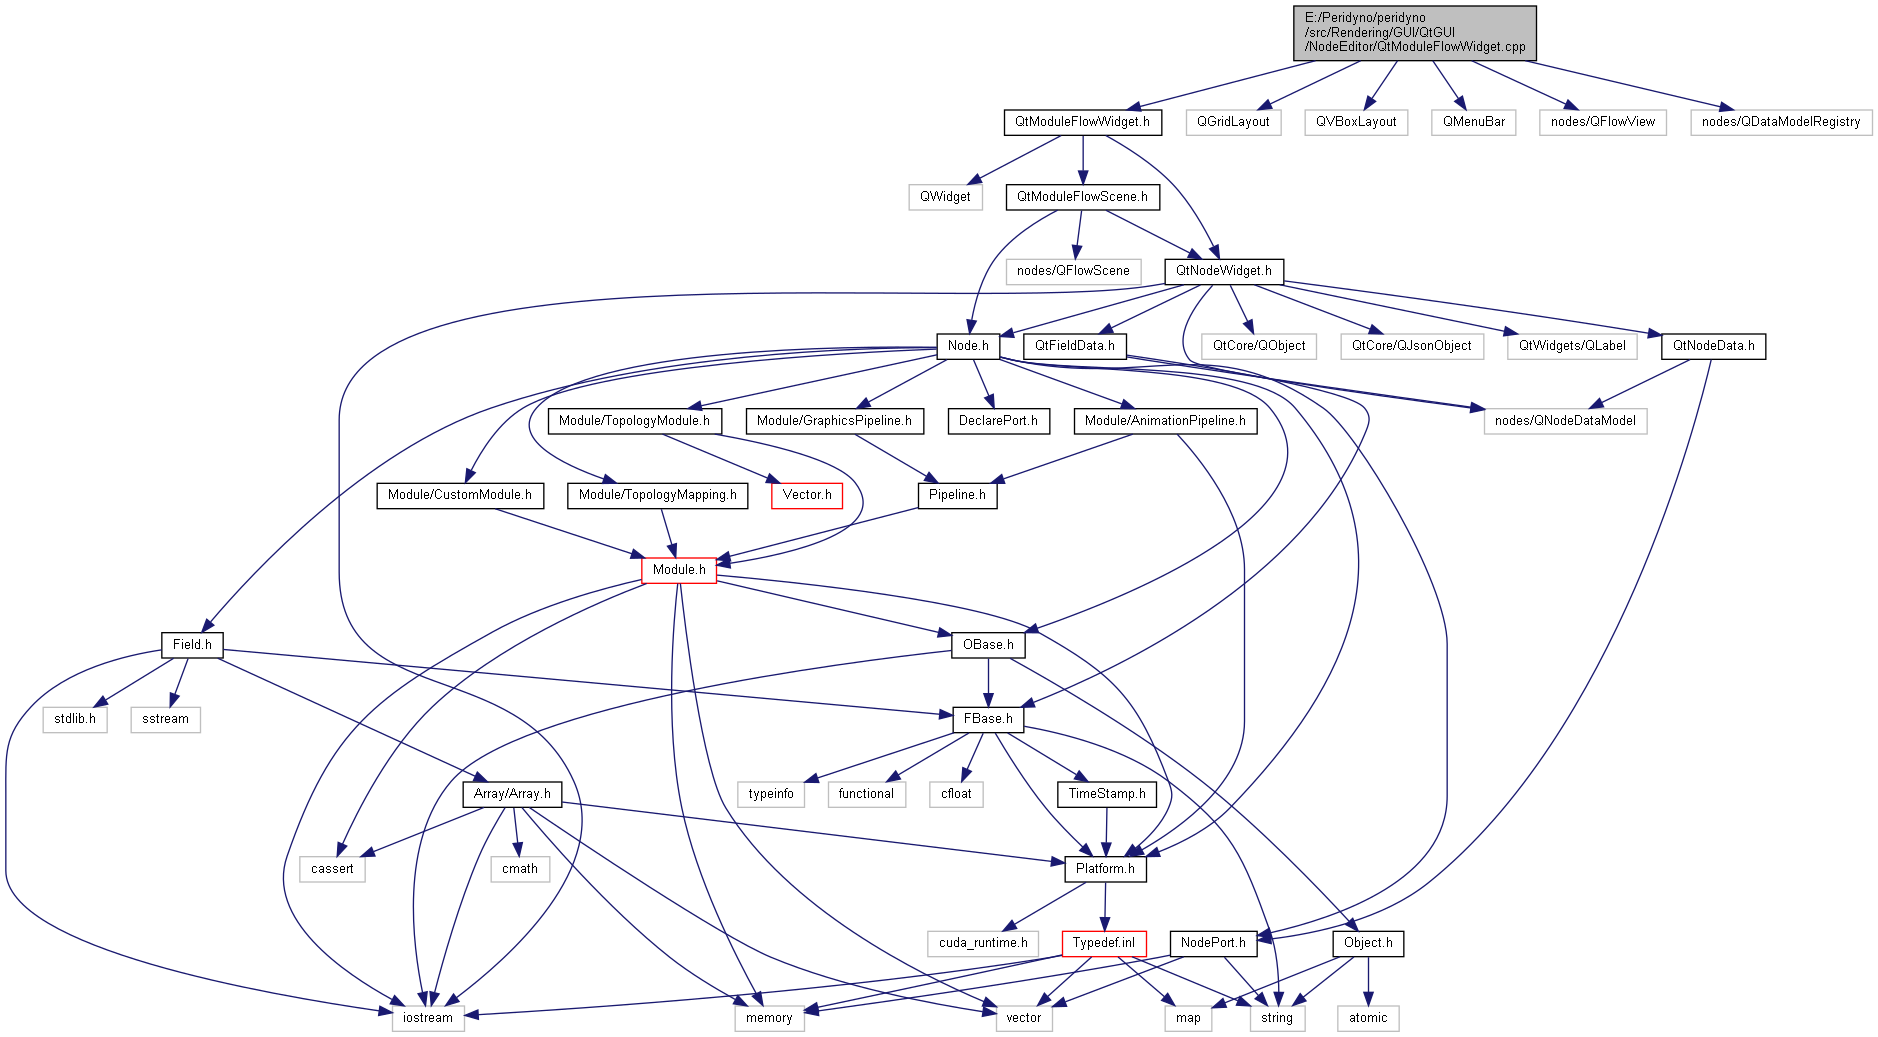 E:/Peridyno/peridyno
/src/Rendering/GUI/QtGUI
/NodeEditor/QtModuleFlowWidget.cpp
QtModuleFlowWidget.h
QGridLayout
QVBoxLayout
QMenuBar
nodes/QFlowView
nodes/QDataModelRegistry
QWidget
QtModuleFlowScene.h
nodes/QFlowScene
QtNodeWidget.h
Node.h
QtFieldData.h
QtCore/QObject
QtCore/QJsonObject
QtWidgets/QLabel
QtNodeData.h
Module/TopologyModule.h
Module/GraphicsPipeline.h
DeclarePort.h
Module/AnimationPipeline.h
nodes/QNodeDataModel
Module/CustomModule.h
Module/TopologyMapping.h
Vector.h
Pipeline.h
Module.h
Field.h
OBase.h
stdlib.h
sstream
FBase.h
Array/Array.h
typeinfo
functional
cfloat
TimeStamp.h
cassert
cmath
Platform.h
cuda_runtime.h
Typedef.inl
NodePort.h
Object.h
iostream
memory
vector
map
string
atomic